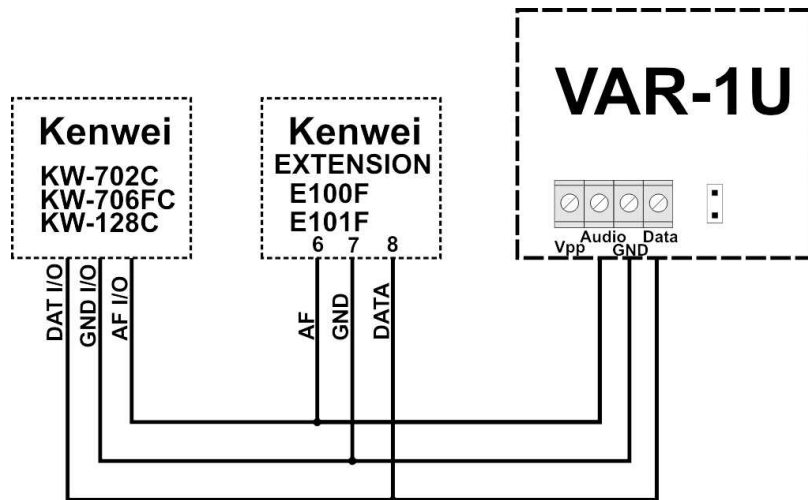 VAR-1U
Kenwei
KW-702C
KW-706FC
KW-128C
Kenwei
EXTENSION
E100F
E101F
6 7 8
Vpp Audio GND Data
DAT I/O
GND I/O
AF I/O
AF
GND
DATA